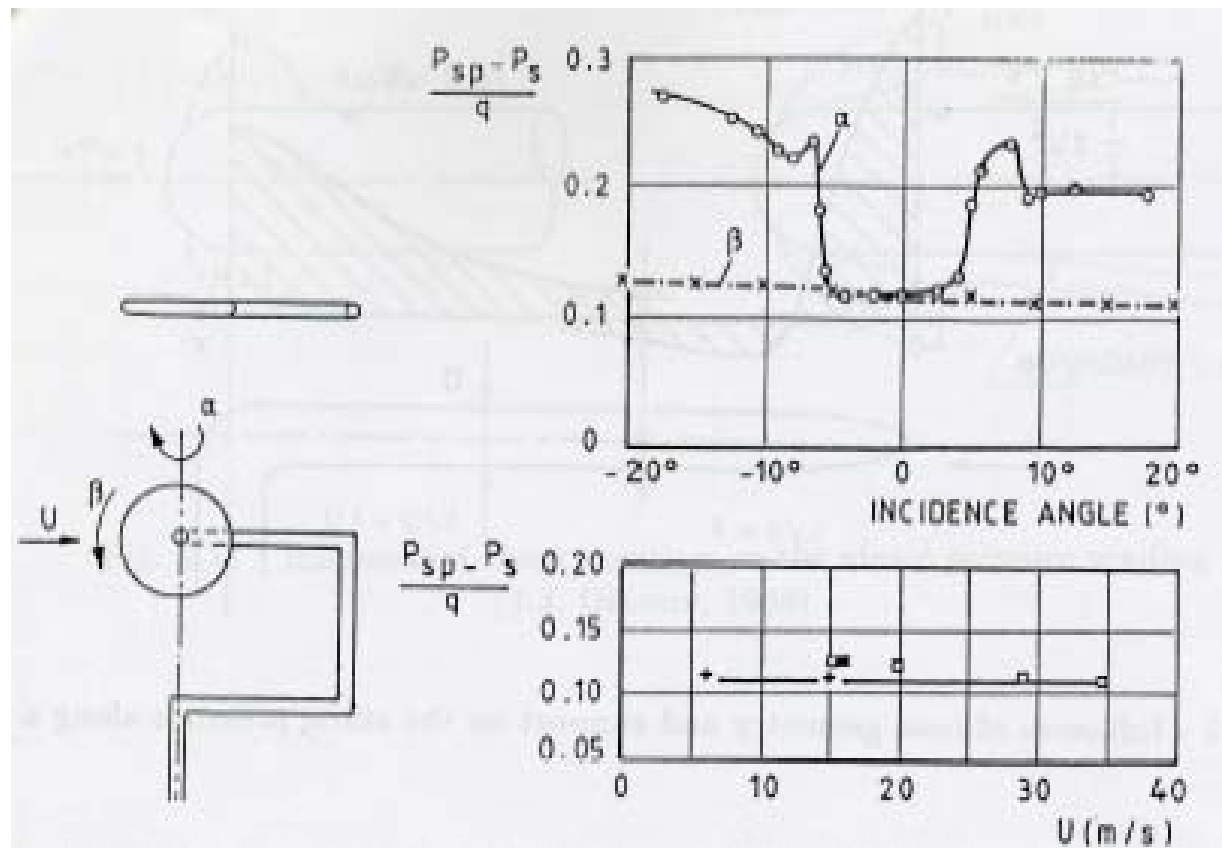 P_sp - P_s
q
0.3
0.2
0.1
0
α
β
-20° -10° 0 10° 20°
INCIDENCE ANGLE (°)
α
β
U
P_sp - P_s
q
0.20
0.15
0.10
0.05
0 10 20 30 40
U (m/s)